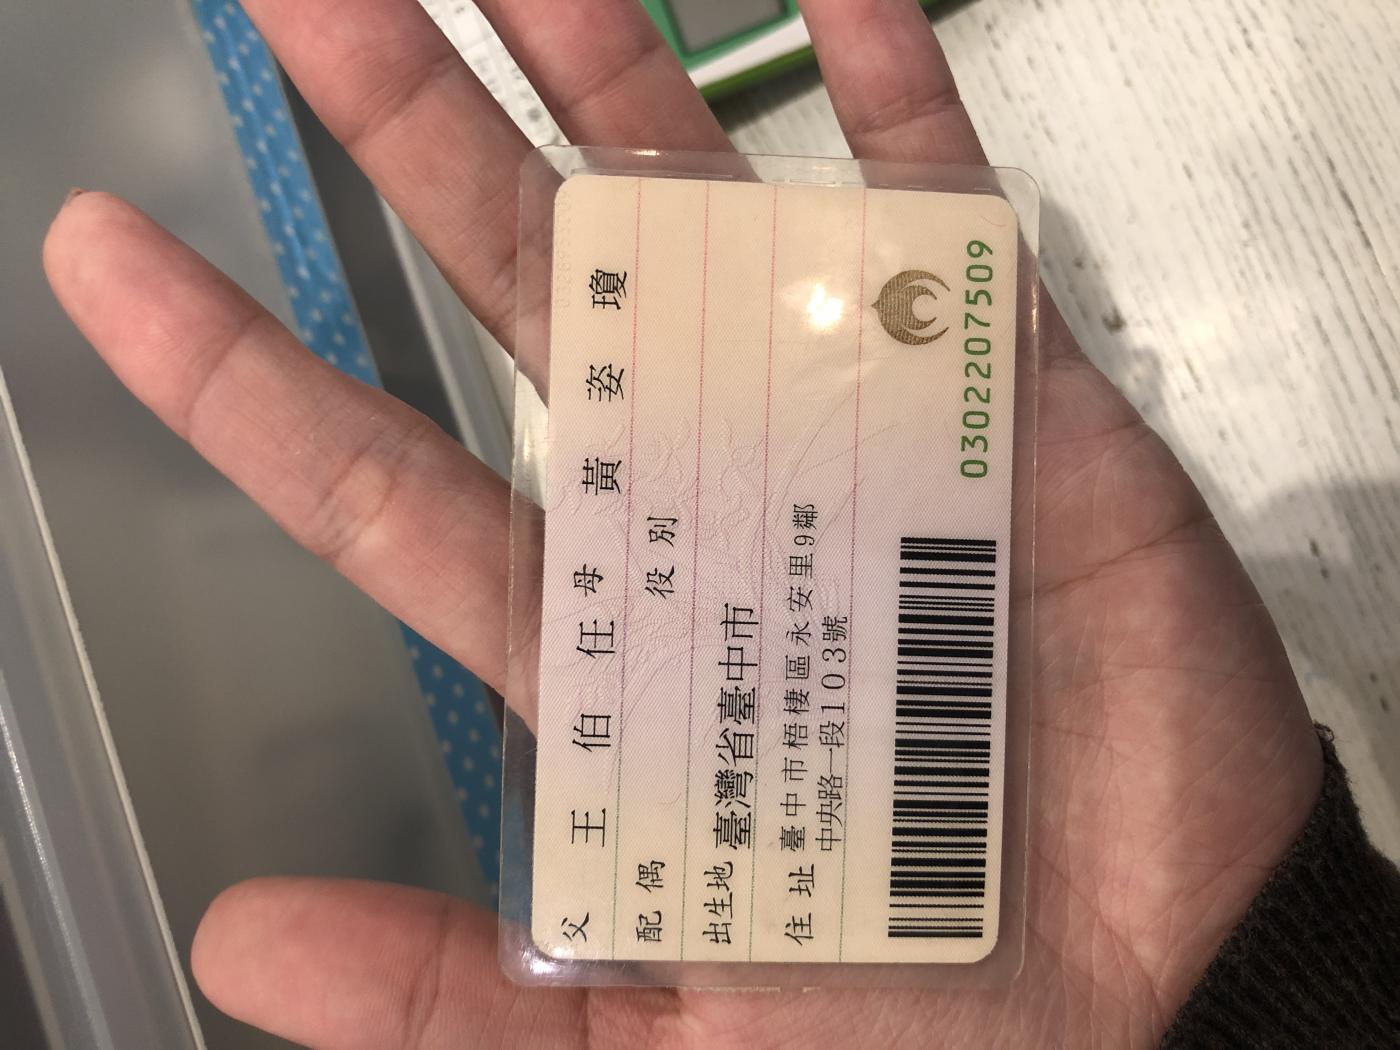 父 王伯任 母 黃姿瓊
配偶 役別
出生地 臺灣省臺中市
住址 臺中市梧棲區永安里9鄰
中央路一段103號
0302207509